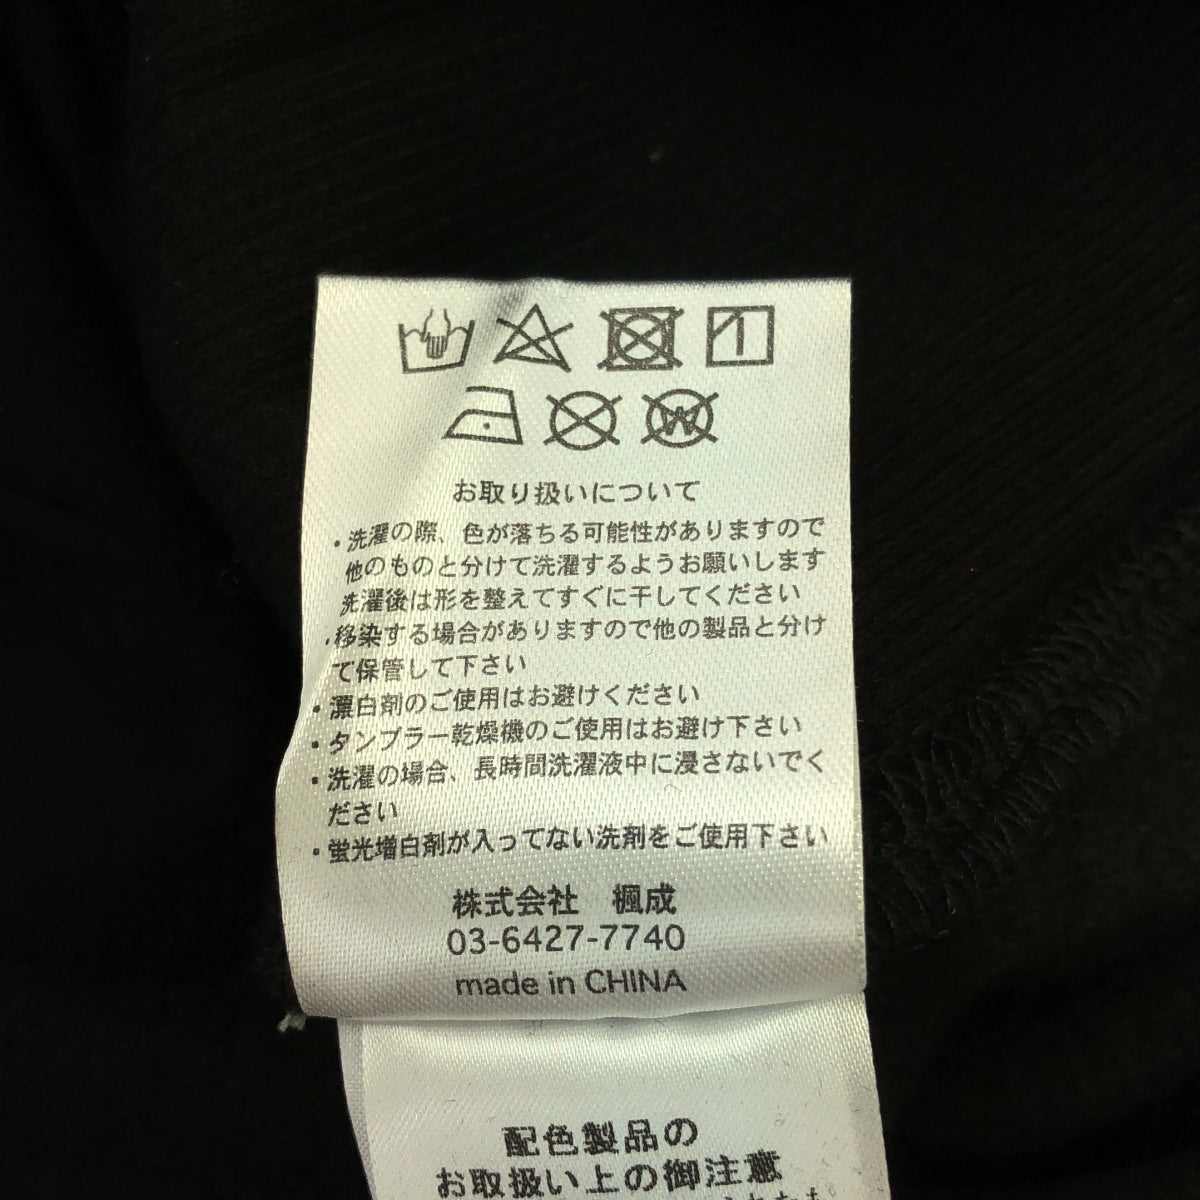 お取り扱いについて
・洗濯の際、色が落ちる可能性がありますので
他のものと分けて洗濯するようお願いします
洗濯後は形を整えてすぐに干してください
・移染する場合がありますので他の製品と分け
て保管して下さい
・漂白剤のご使用はお避けください
・タンブラー乾燥機のご使用はお避け下さい
・洗濯の場合、長時間洗濯液中に浸さないでく
ださい
・蛍光増白剤が入ってない洗剤をご使用下さい
株式会社　楓成
03-6427-7740
made in CHINA
配色製品の
お取扱い上の御注意